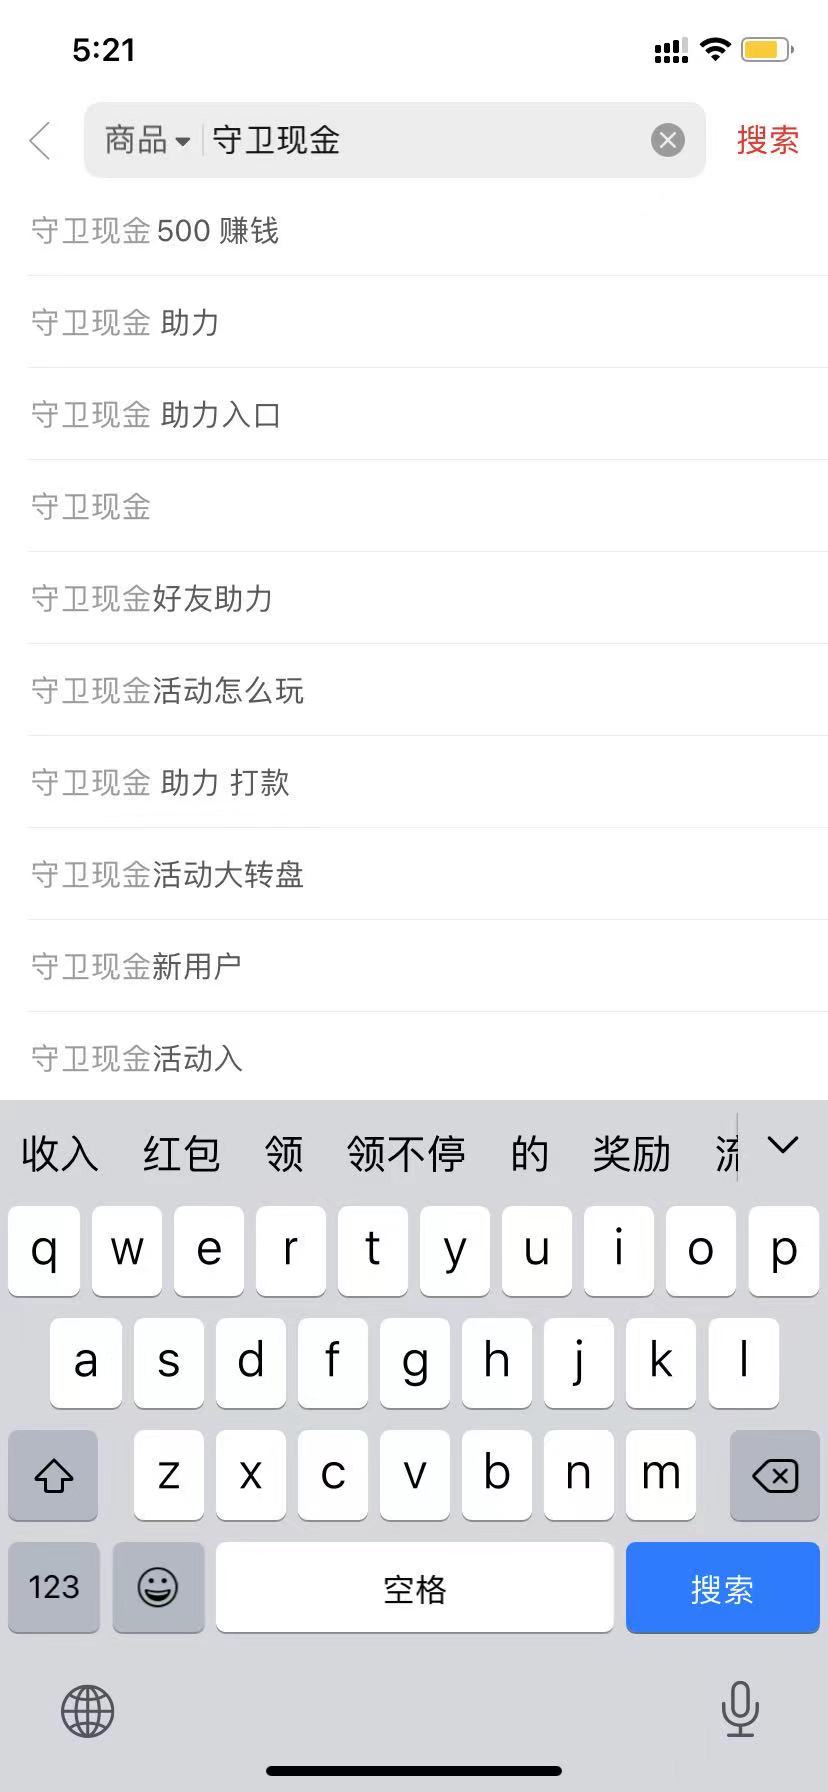 5:21
商品 守卫现金 搜索
守卫现金 500 赚钱
守卫现金 助力
守卫现金 助力入口
守卫现金
守卫现金好友助力
守卫现金活动怎么玩
守卫现金 助力 打款
守卫现金活动大转盘
守卫现金新用户
守卫现金活动入
收入 红包 领 领不停 的 奖励
q w e r t y u i o p
a s d f g h j k l
z x c v b n m
123 空格 搜索